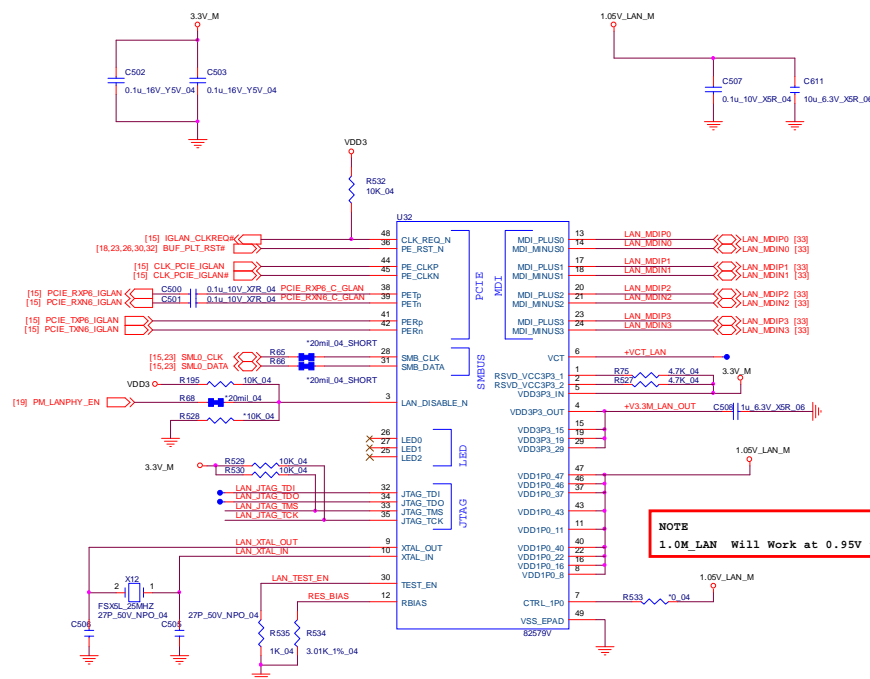 3.3V_M
1.05V_LAN_M
C502
0.1u_16V_Y5V_04
C503
0.1u_16V_Y5V_04
C507
0.1u_10V_X5R_04
C611
10u_6.3V_X5R_06
VDD3
R532
10K_04
U32
[15] IGLAN_CLKREQ#
48
CLK_REQ_N
[18,23,26,30,32] BUF_PLT_RST#
36
PE_RST_N
[15] CLK_PCIE_IGLAN
44
PE_CLKP
[15] CLK_PCIE_IGLAN#
45
PE_CLKN
[15] PCIE_RXP6_IGLAN
C500
0.1u_10V_X7R_04
PCIE_RXP6_C_GLAN
38
PETp
[15] PCIE_RXN6_IGLAN
C501
0.1u_10V_X7R_04
PCIE_RXN6_C_GLAN
39
PETn
[15] PCIE_TXP6_IGLAN
41
PERp
[15] PCIE_TXN6_IGLAN
42
PERn
PCIE
*20mil_04_SHORT
[15,23] SML0_CLK
R65
28
SMB_CLK
[15,23] SML0_DATA
R66
31
SMB_DATA
*20mil_04_SHORT
SMBUS
VDD3
R195
10K_04
[19] PM_LANPHY_EN
R68
*20mil_04
3
LAN_DISABLE_N
R528
*10K_04
26
LED0
27
LED1
25
LED2
LED
3.3V_M
R529
10K_04
R530
10K_04
LAN_JTAG_TDI
32
JTAG_TDI
LAN_JTAG_TDO
34
JTAG_TDO
LAN_JTAG_TMS
33
JTAG_TMS
LAN_JTAG_TCK
35
JTAG_TCK
JTAG
LAN_XTAL_OUT
9
XTAL_OUT
LAN_XTAL_IN
10
XTAL_IN
X12
2
1
FSX5L_25MHZ
27P_50V_NPO_04
27P_50V_NPO_04
C506
C505
LAN_TEST_EN
30
TEST_EN
RES_BIAS
12
RBIAS
R535
1K_04
R534
3.01K_1%_04
MDI
MDI_PLUS0
13
LAN_MDIP0
LAN_MDIP0 [33]
MDI_MINUS0
14
LAN_MDIN0
LAN_MDIN0 [33]
MDI_PLUS1
17
LAN_MDIP1
LAN_MDIP1 [33]
MDI_MINUS1
18
LAN_MDIN1
LAN_MDIN1 [33]
MDI_PLUS2
20
LAN_MDIP2
LAN_MDIP2 [33]
MDI_MINUS2
21
LAN_MDIN2
LAN_MDIN2 [33]
MDI_PLUS3
23
LAN_MDIP3
LAN_MDIP3 [33]
MDI_MINUS3
24
LAN_MDIN3
LAN_MDIN3 [33]
VCT
6
+VCT_LAN
RSVD_VCC3P3_1
1
R75
4.7K_04
RSVD_VCC3P3_2
2
R527
4.7K_04
3.3V_M
VDD3P3_IN
5
VDD3P3_OUT
4
+V3.3M_LAN_OUT
C508
1u_6.3V_X5R_06
VDD3P3_15
15
VDD3P3_19
19
VDD3P3_29
29
1.05V_LAN_M
VDD1P0_47
47
VDD1P0_46
46
VDD1P0_37
37
VDD1P0_43
43
VDD1P0_11
11
VDD1P0_40
40
VDD1P0_22
22
VDD1P0_16
16
VDD1P0_8
8
NOTE
1.0M_LAN Will Work at 0.95V
1.05V_LAN_M
CTRL_1P0
7
R533
*0_04
VSS_EPAD
49
82579V